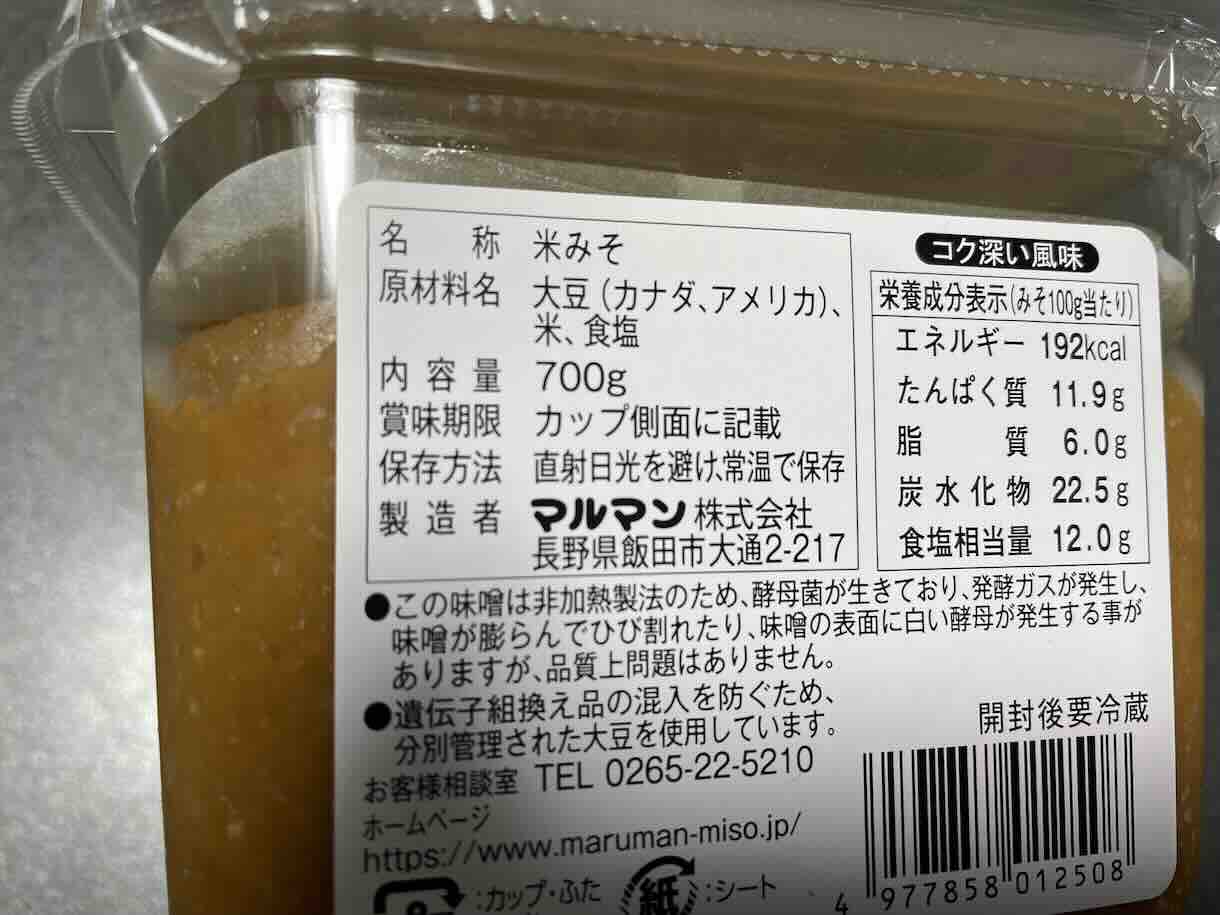 名称 米みそ
原材料名 大豆(カナダ、アメリカ)、
米、食塩
内容量 700g
賞味期限 カップ側面に記載
保存方法 直射日光を避け、常温で保存
製造者 マルマン株式会社
長野県飯田市大通2-217
コク深い風味
栄養成分表示(みそ100g当たり)
エネルギー 192kcal
たんぱく質 11.9g
脂質 6.0g
炭水化物 22.5g
食塩相当量 12.0g
●この味噌は非加熱製法のため、酵母菌が生きており、発酵ガスが発生し、
味噌が膨らんでひび割れたり、味噌の表面に白い酵母が発生する事が
ありますが、品質上問題はありません。
●遺伝子組換え品の混入を防ぐため、
分別管理された大豆を使用しています。
お客様相談室 TEL 0265-22-5210
ホームページ
https://www.maruman-miso.jp/
:カップ・ふた 紙 :シート
開封後要冷蔵
4 977858 012508